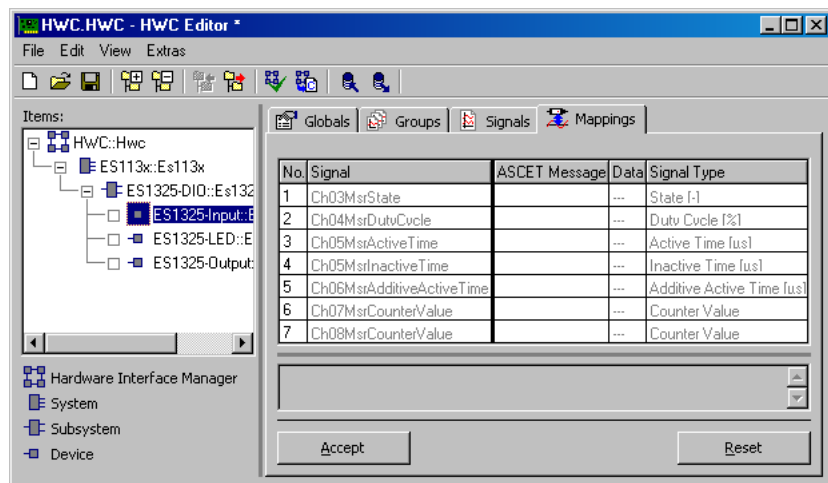 HWC.HWC - HWC Editor *
File Edit View Extras
Items:
HWC::Hwc
ES113x::Es113x
ES1325-DIO::Es132
ES1325-Input::E
ES1325-LED::E
ES1325-Output:
Hardware Interface Manager
System
Subsystem
Device
Globals Groups Signals Mappings
No. Signal ASCET Message Data Signal Type
1 Ch03MsrState --- State [-]
2 Ch04MsrDutyCycle --- Duty Cycle [%]
3 Ch05MsrActiveTime --- Active Time [us]
4 Ch05MsrInactiveTime --- Inactive Time [us]
5 Ch06MsrAdditiveActiveTime --- Additive Active Time [us]
6 Ch07MsrCounterValue --- Counter Value
7 Ch08MsrCounterValue --- Counter Value
Accept Reset